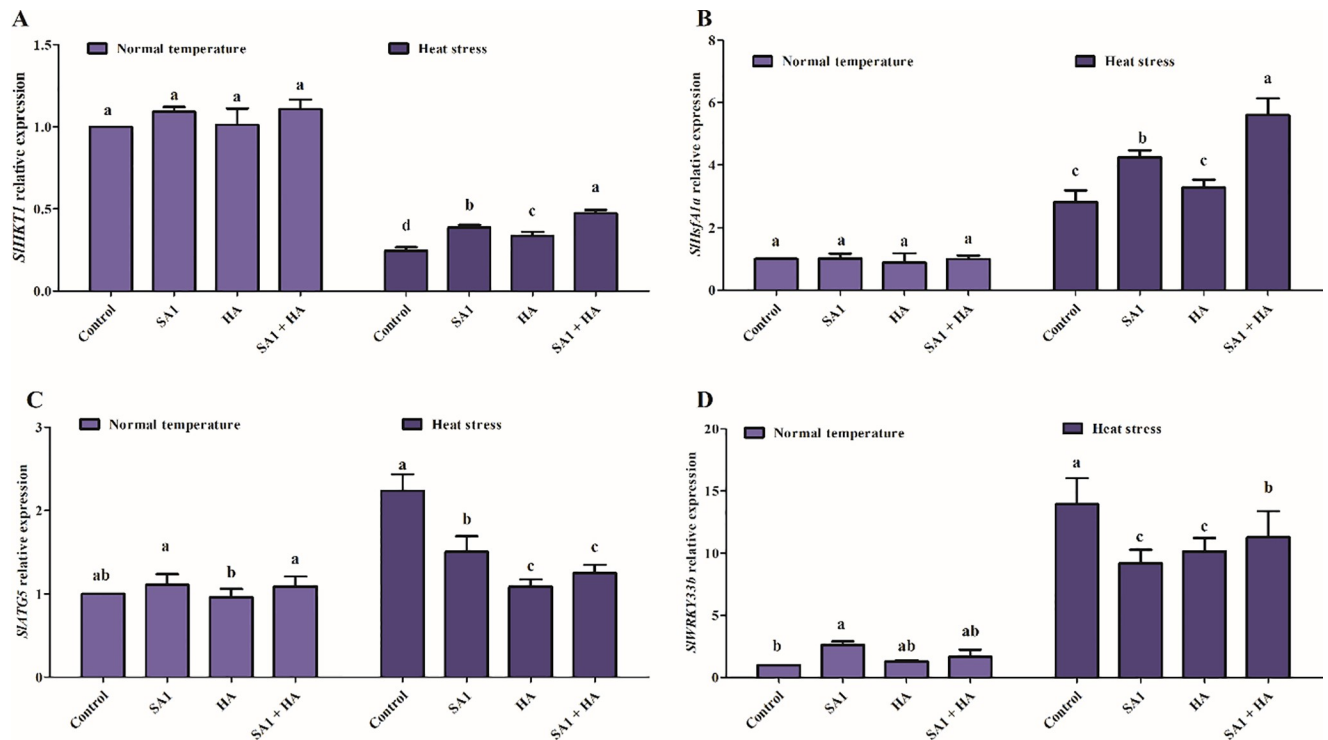 A
Normal temperature
Heat stress
SlHKT1 relative expression
1.5
1.0
0.5
0.0
a
a
a
a
d
b
c
a
Control
SA1
HA
SA1 + HA
Control
SA1
HA
SA1 + HA
B
Normal temperature
Heat stress
SlHsfA1a relative expression
8
6
4
2
0
a
a
a
a
c
b
c
a
Control
SA1
HA
SA1 + HA
Control
SA1
HA
SA1 + HA
C
Normal temperature
Heat stress
SlATG5 relative expression
3
2
1
0
ab
a
b
a
a
b
c
c
Control
SA1
HA
SA1 + HA
Control
SA1
HA
SA1 + HA
D
Normal temperature
Heat stress
SlWRKY33b relative expression
20
15
10
5
0
b
a
ab
ab
a
c
c
b
Control
SA1
HA
SA1 + HA
Control
SA1
HA
SA1 + HA